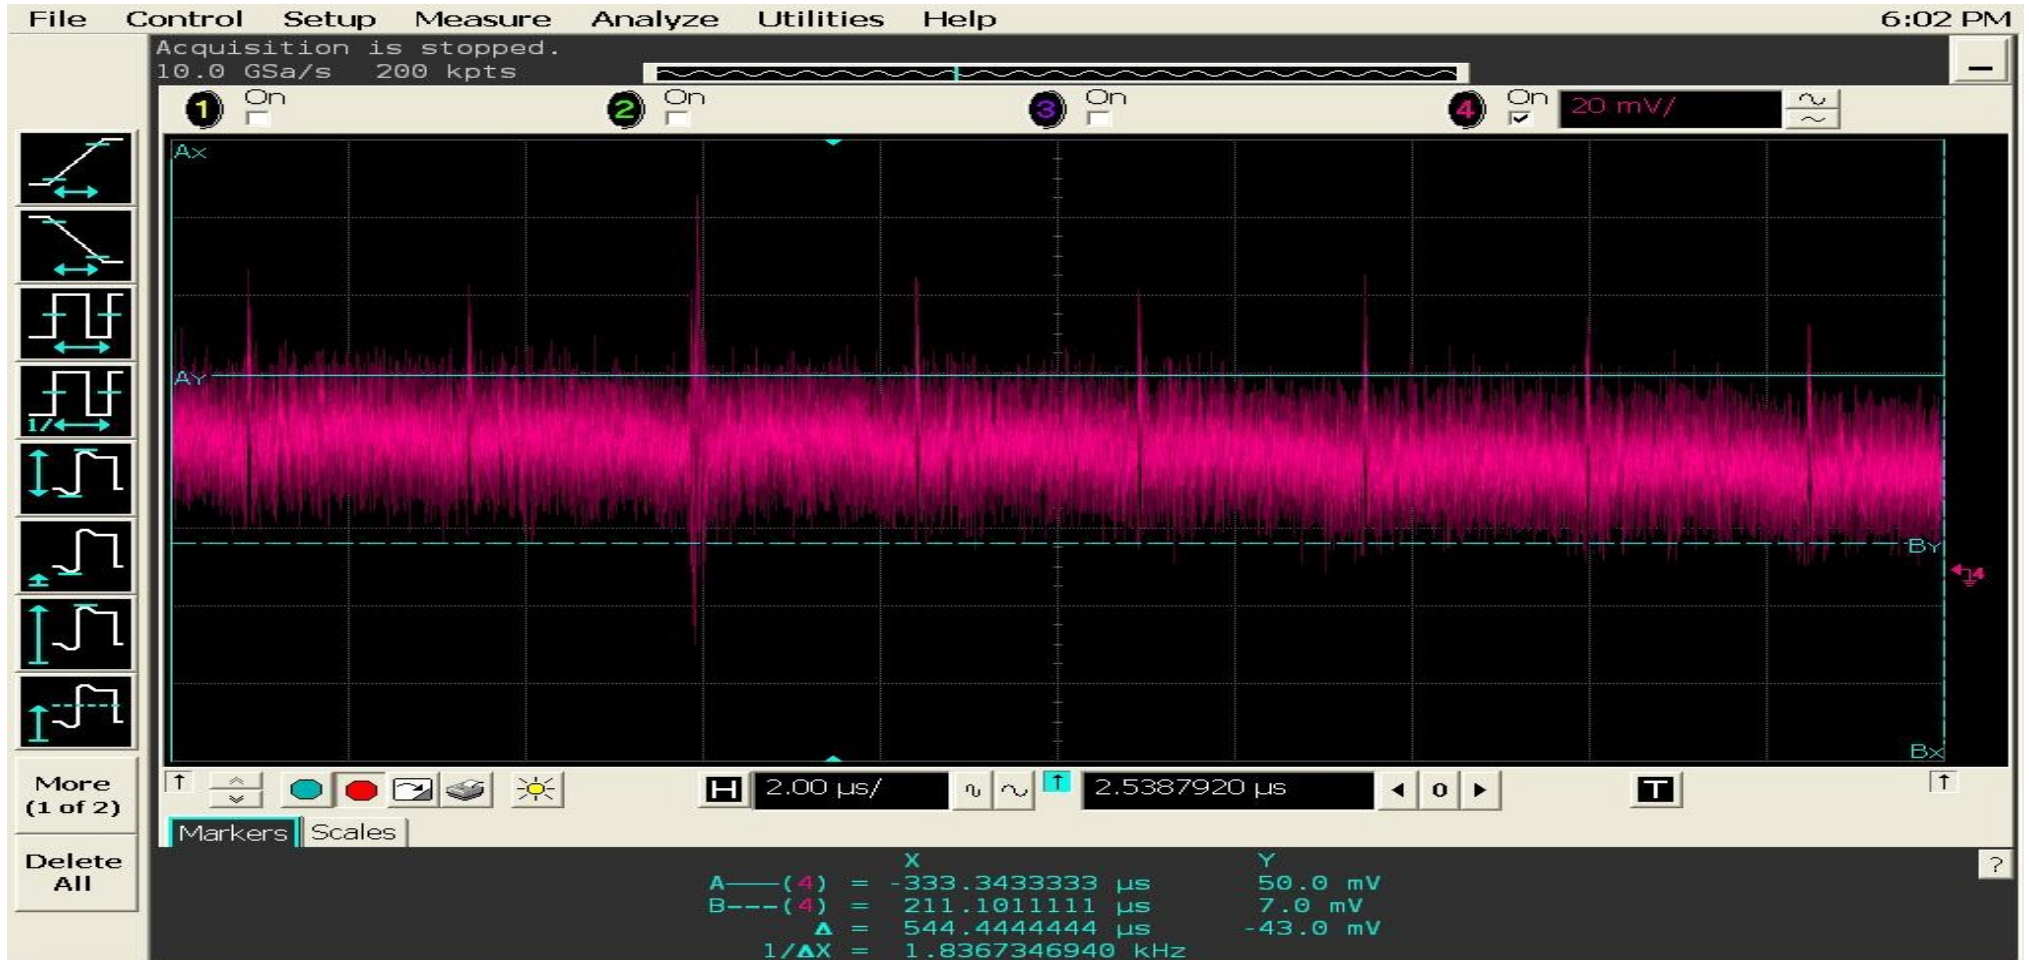 File Control Setup Measure Analyze Utilities Help 6:02 PM
Acquisition is stopped.
10.0 GSa/s 200 kpts
1 On 2 On 3 On 4 On 20 mV/
Ax
Ay
By
4
Bx
1/
More
(1 of 2)
H 2.00 µs/ 2.5387920 µs 0 T
Markers Scales
Delete
All
X Y ?
A——(4) = -333.3433333 µs 50.0 mV
B---(4) = 211.1011111 µs 7.0 mV
Δ = 544.4444444 µs -43.0 mV
1/ΔX = 1.8367346940 kHz